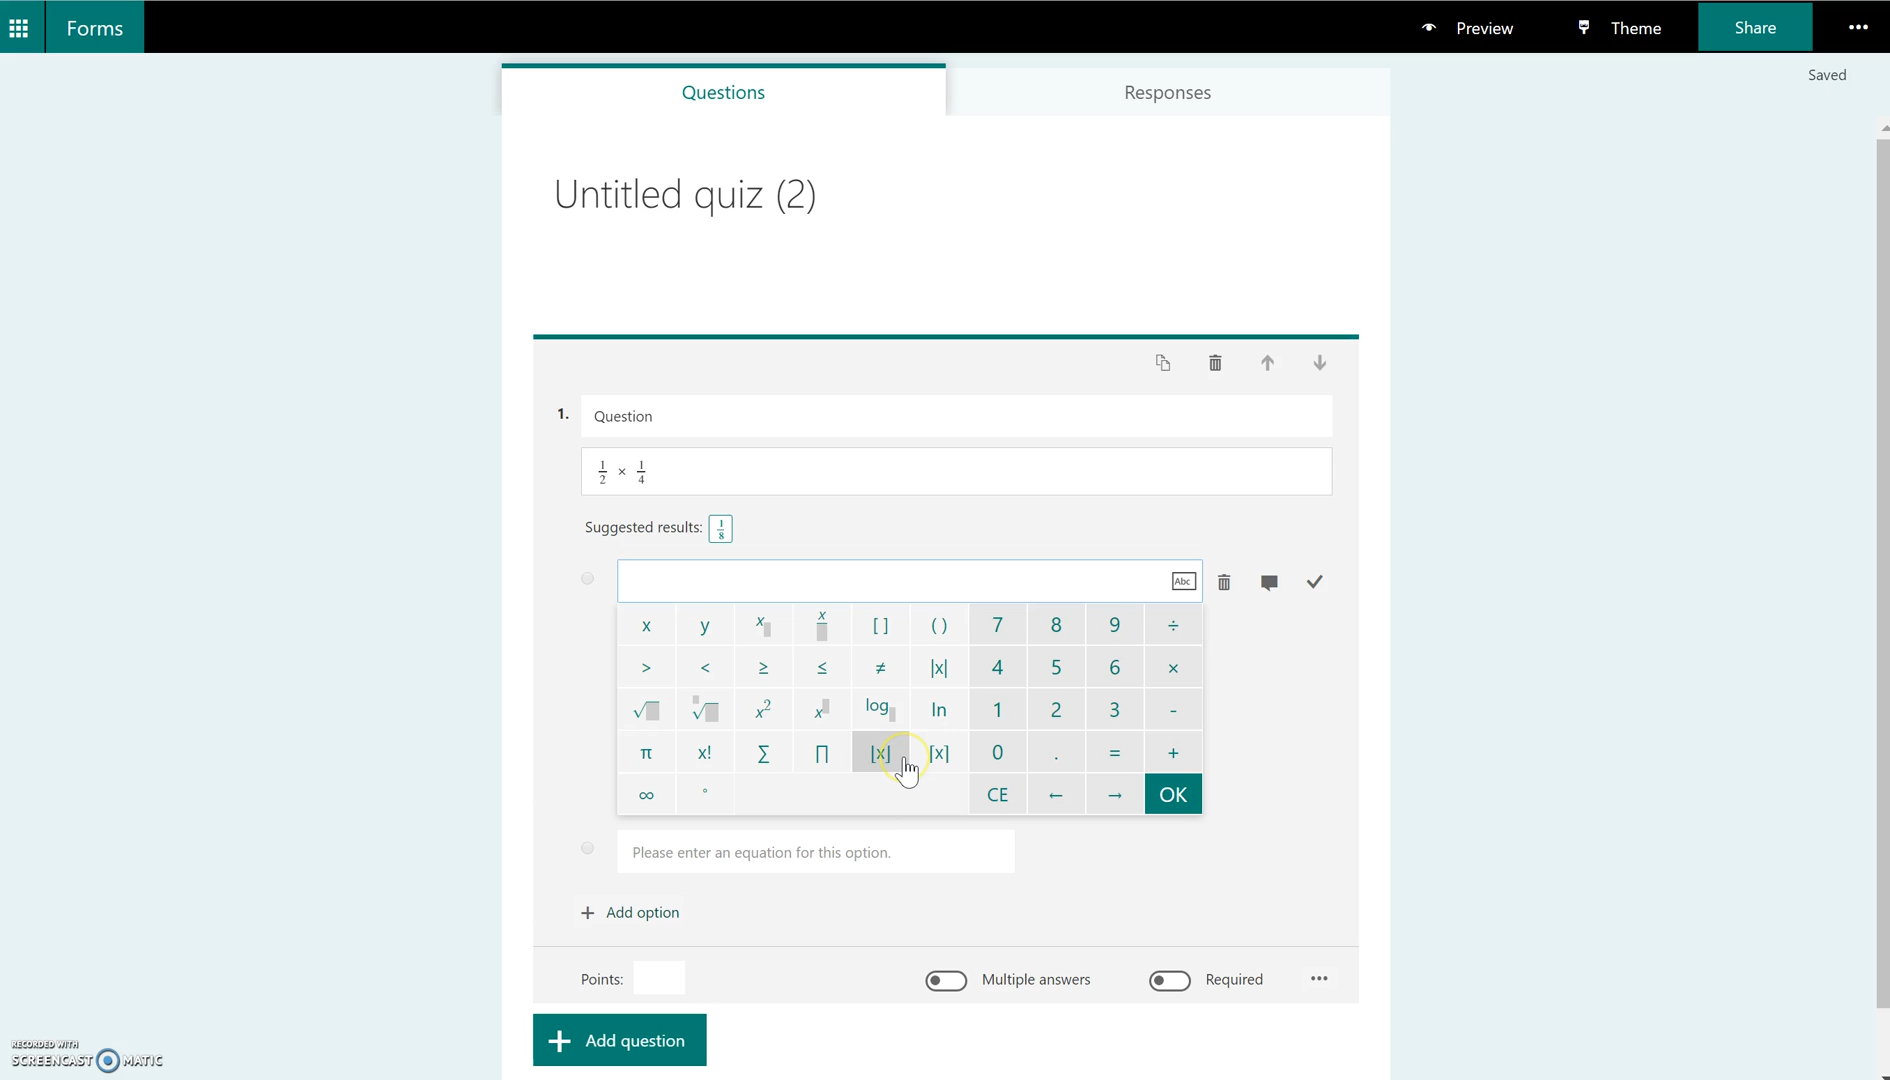 Forms
Preview
Theme
Share
Saved
Questions
Responses
Untitled quiz (2)
1.
Question
1/2 × 1/4
Suggested results: 1/8
Abc
x y x x [ ] ( ) 7 8 9 ÷
> < ≥ ≤ ≠ |x| 4 5 6 ×
√ √ x² x log ln 1 2 3 -
π x! ∑ ∏ ⌊x⌋ ⌈x⌉ 0 . = +
∞ ° CE ← → OK
Please enter an equation for this option.
+ Add option
Points:
Multiple answers
Required
+ Add question
RECORDED WITH
SCREENCAST MATIC